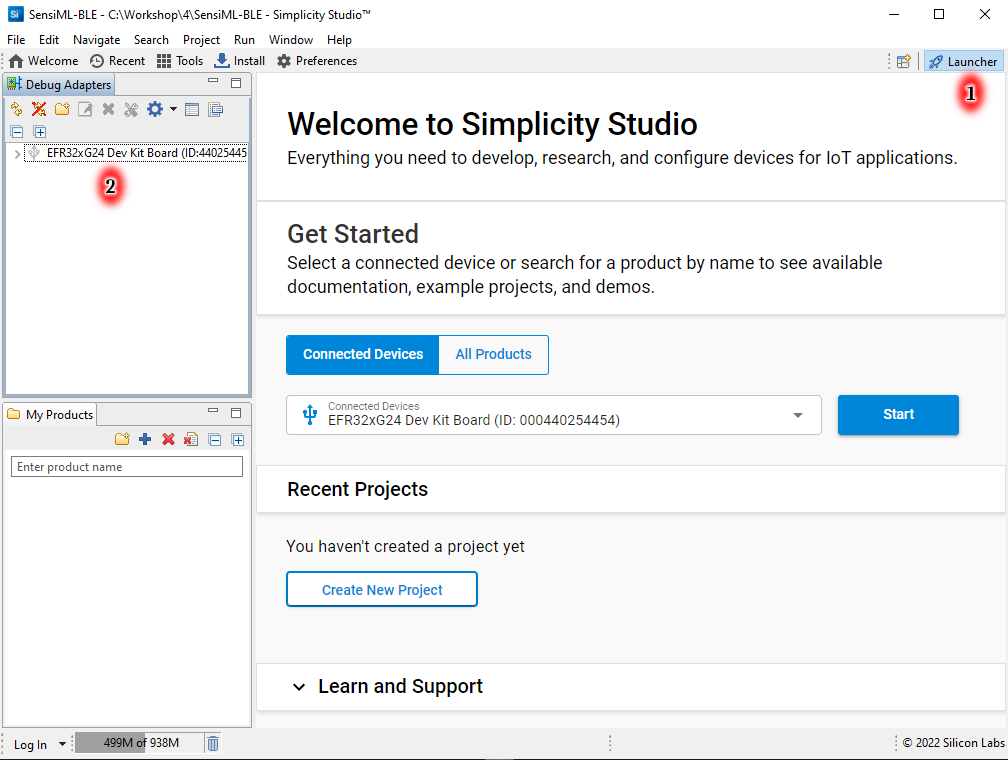 SensiML-BLE - C:\Workshop\4\SensiML-BLE - Simplicity Studio™
File Edit Navigate Search Project Run Window Help
Welcome Recent Tools Install Preferences
Launcher
1
Debug Adapters
EFR32xG24 Dev Kit Board (ID:44025445
2
My Products
Enter product name
Welcome to Simplicity Studio
Everything you need to develop, research, and configure devices for IoT applications.
Get Started
Select a connected device or search for a product by name to see available
documentation, example projects, and demos.
Connected Devices All Products
Connected Devices
EFR32xG24 Dev Kit Board (ID: 000440254454)
Start
Recent Projects
You haven't created a project yet
Create New Project
Learn and Support
Log In 499M of 938M © 2022 Silicon Labs